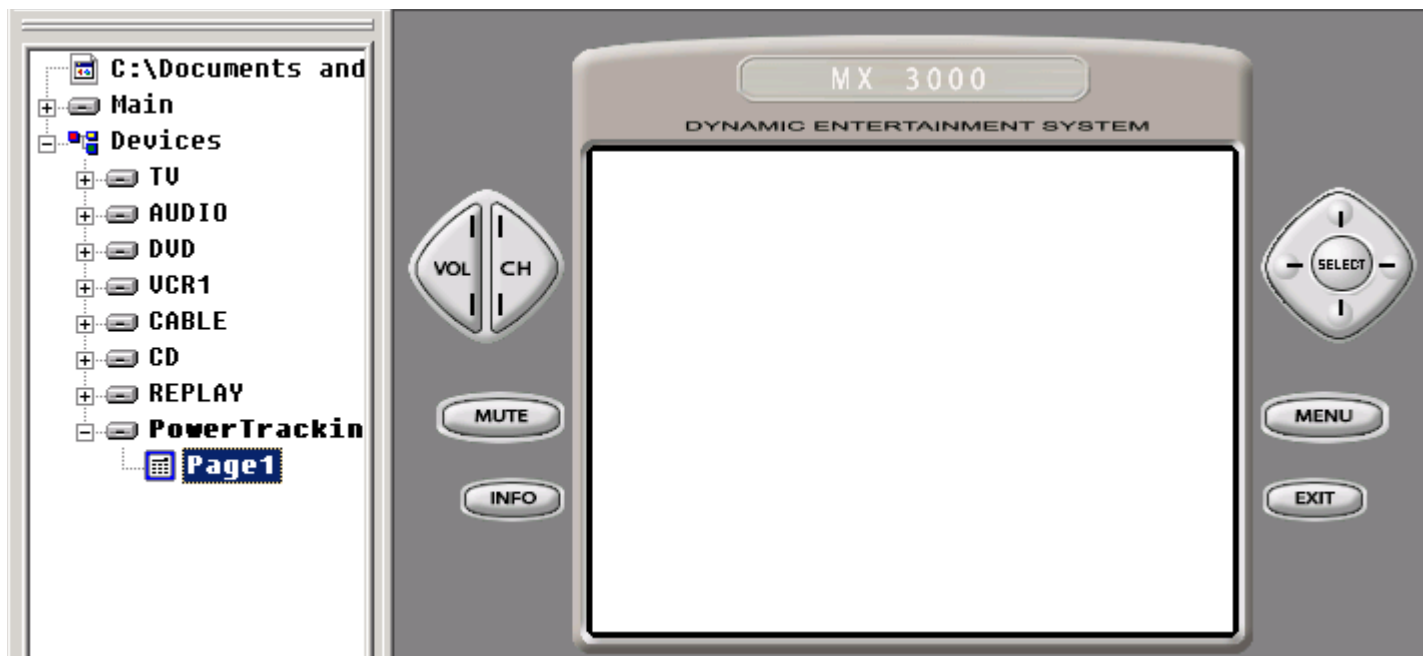 C:\Documents and
Main
Devices
TV
AUDIO
DVD
VCR1
CABLE
CD
REPLAY
PowerTrackin
Page1
MX 3000
DYNAMIC ENTERTAINMENT SYSTEM
VOL
CH
MUTE
INFO
SELECT
MENU
EXIT